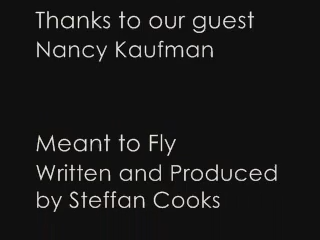 Thanks to our guest
Nancy Kaufman
Meant to Fly
Written and Produced
by Steffan Cooks